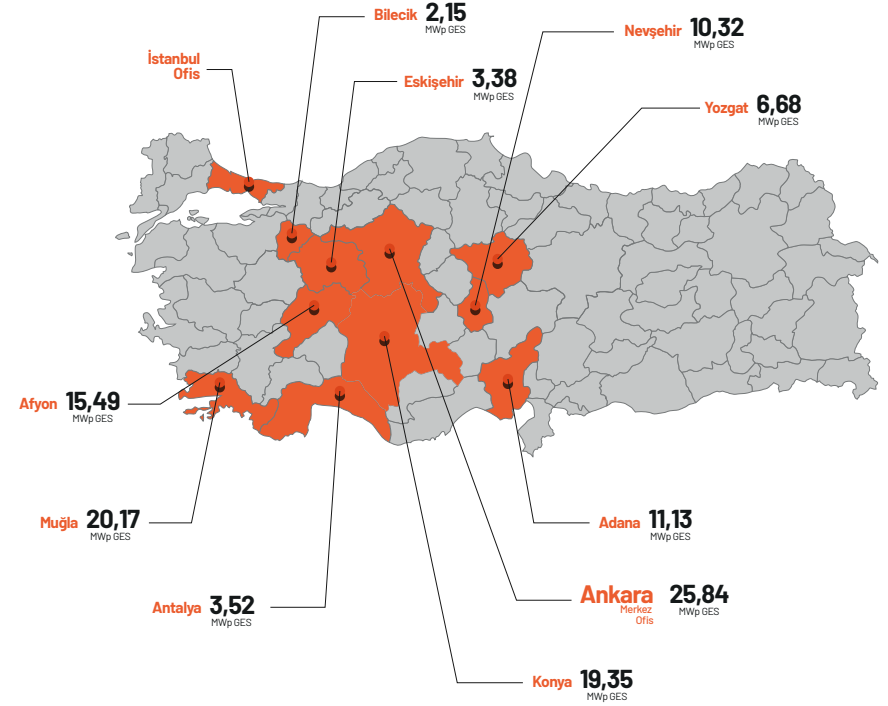 Bilecik 2,15
MWp GES
Nevşehir 10,32
MWp GES
İstanbul
Ofis
Eskişehir 3,38
MWp GES
Yozgat 6,68
MWp GES
Afyon 15,49
MWp GES
Muğla 20,17
MWp GES
Adana 11,13
MWp GES
Antalya 3,52
MWp GES
Ankara 25,84
Merkez MWp GES
Ofis
Konya 19,35
MWp GES